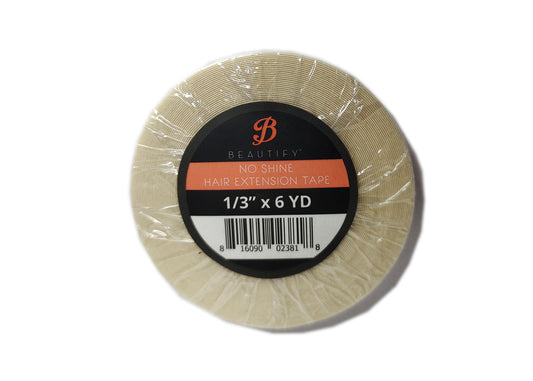 B
BEAUTIFY
NO SHINE
HAIR EXTENSION TAPE
1/3" x 6 YD
8 16090 02381 8